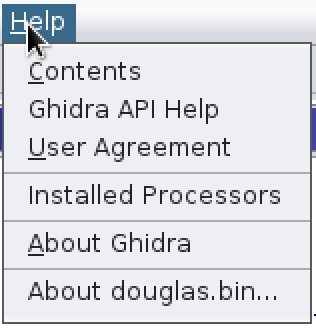 Help
Contents
Ghidra API Help
User Agreement
Installed Processors
About Ghidra
About douglas.bin...